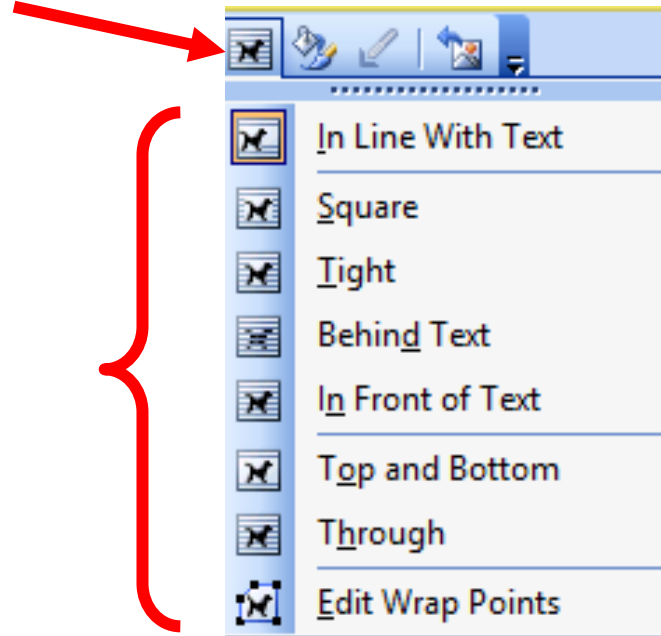 In Line With Text
Square
Tight
Behind Text
In Front of Text
Top and Bottom
Through
Edit Wrap Points